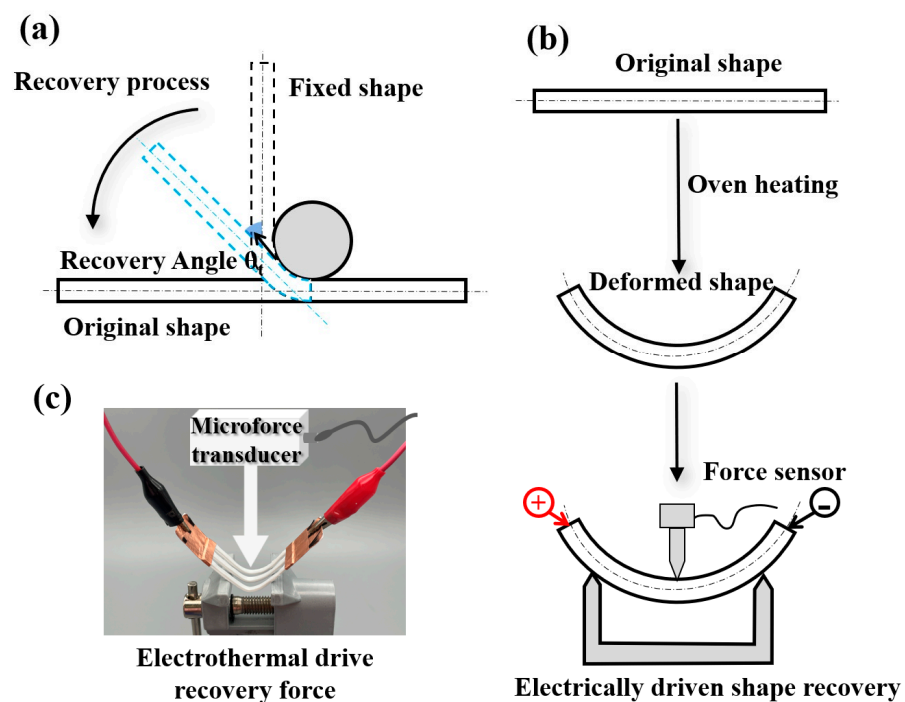 (a)
Recovery process
Fixed shape
Recovery Angle θt
Original shape
(b)
Original shape
Oven heating
Deformed shape
Force sensor
+
-
Electrically driven shape recovery
(c)
Microforce
transducer
Electrothermal drive
recovery force